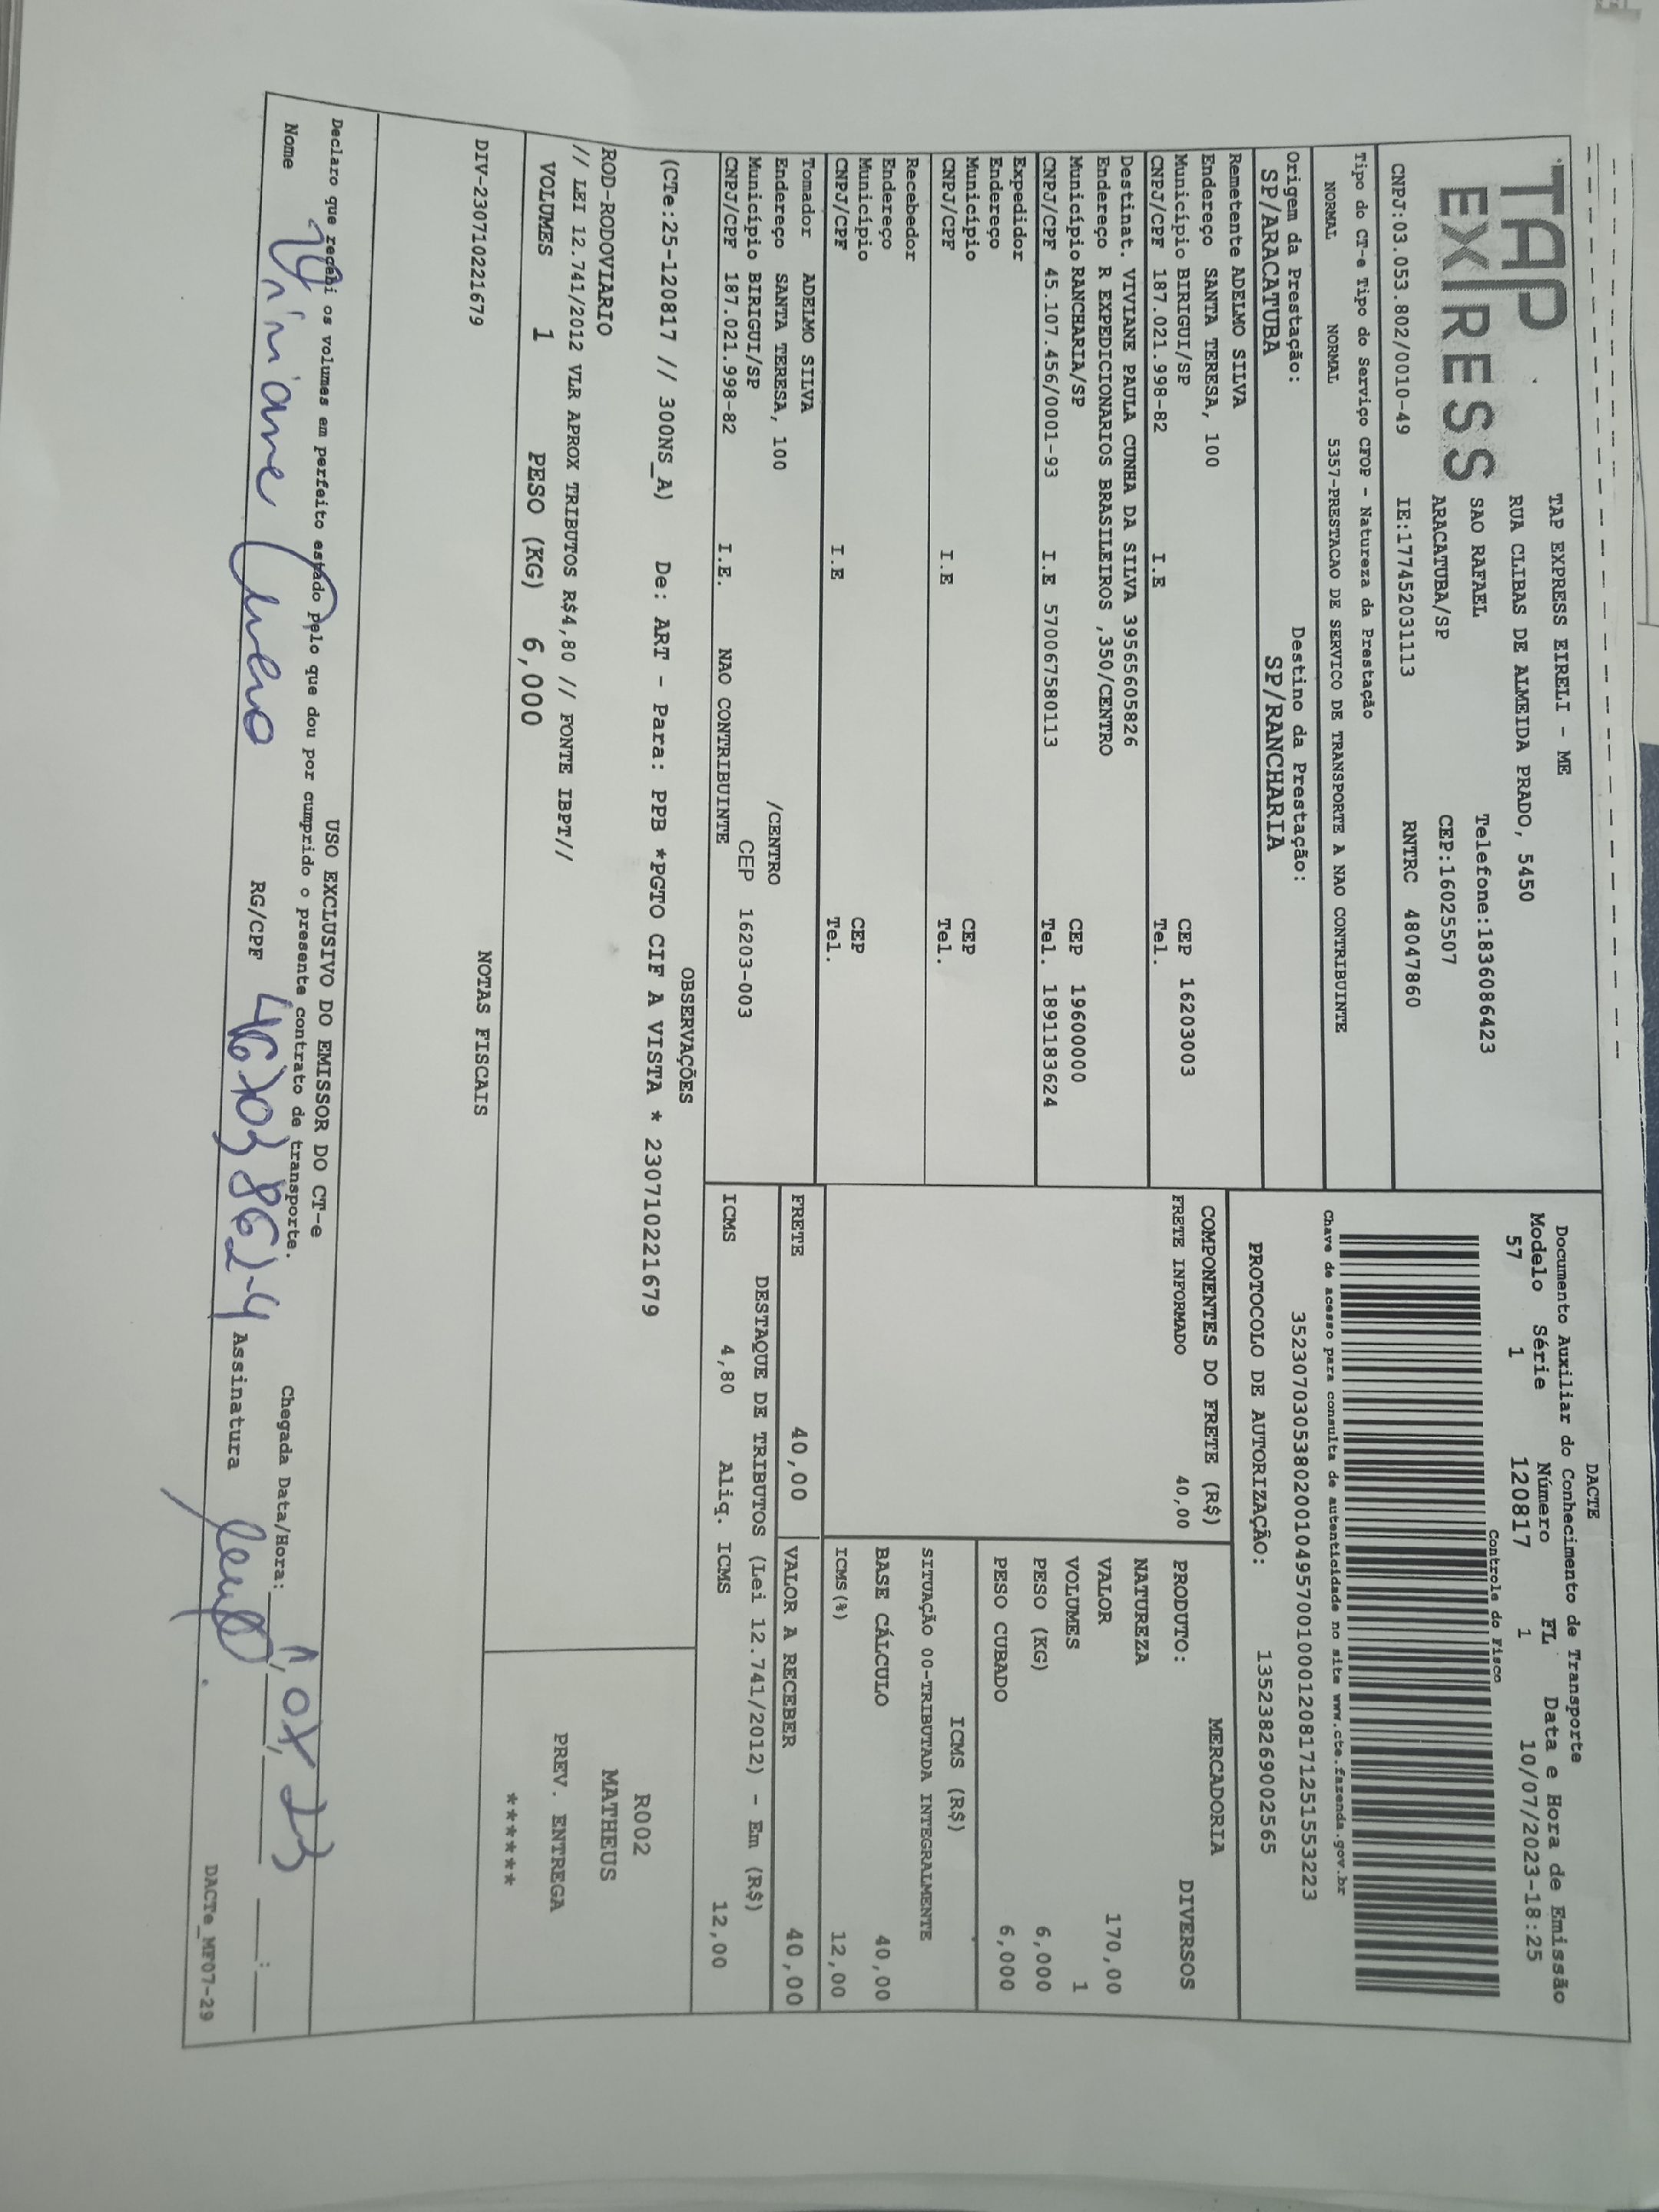 TAP EXPRESS
TAP EXPRESS EIRELI - ME
RUA CLIBAS DE ALMEIDA PRADO, 5450
SAO RAFAEL Telefone:1836086423
ARACATUBA/SP CEP:16025507
CNPJ:03.053.802/0010-49 IE:177452031113 RNTRC 48047860
Tipo do CT-e Tipo do Serviço CFOP - Natureza da Prestação
NORMAL NORMAL 5357-PRESTACAO DE SERVICO DE TRANSPORTE A NAO CONTRIBUINTE
Origem da Prestação: Destino da Prestação:
SP/ARACATUBA SP/RANCHARIA
DACTE
Documento Auxiliar do Conhecimento de Transporte
Modelo Série Número FL Data e Hora de Emissão
57 1 120817 1 10/07/2023-18:25
Controle do Fisco
Chave de acesso para consulta de autenticidade no site www.cte.fazenda.gov.br
35230703053802001049570010001208171251553223
PROTOCOLO DE AUTORIZAÇÃO: 135238269002565
Remetente ADELMO SILVA
Endereço SANTA TERESA, 100
Município BIRIGUI/SP CEP 16203003
CNPJ/CPF 187.021.998-82 I.E Tel.
Destinat. VIVIANE PAULA CUNHA DA SILVA 39565605826
Endereço R EXPEDICIONARIOS BRASILEIROS ,350/CENTRO
Município RANCHARIA/SP CEP 19600000
CNPJ/CPF 45.107.456/0001-93 I.E 570067580113 Tel. 1891183624
Expedidor
Endereço
Município CEP
CNPJ/CPF I.E Tel.
Recebedor
Endereço
Município CEP
CNPJ/CPF I.E Tel.
Tomador ADELMO SILVA
Endereço SANTA TERESA, 100 /CENTRO
Município BIRIGUI/SP CEP 16203-003
CNPJ/CPF 187.021.998-82 I.E. NAO CONTRIBUINTE
COMPONENTES DO FRETE (R$)
FRETE INFORMADO 40,00
MERCADORIA
PRODUTO: DIVERSOS
NATUREZA
VALOR 170,00
VOLUMES 1
PESO (KG) 6,000
PESO CUBADO 6,000
ICMS (R$)
SITUAÇÃO 00-TRIBUTADA INTEGRALMENTE
BASE CÁLCULO 40,00
ICMS(%) 12,00
FRETE 40,00 VALOR A RECEBER 40,00
DESTAQUE DE TRIBUTOS (Lei 12.741/2012) - Em (R$)
ICMS 4,80 Aliq. ICMS 12,00
OBSERVAÇÕES
(CTe:25-120817 // 300NS_A) De: ART - Para: PPB *PGTO CIF A VISTA * 230710221679
ROD-RODOVIARIO
// LEI 12.741/2012 VLR APROX TRIBUTOS R$4,80 // FONTE IBPT//
VOLUMES 1 PESO (KG) 6,000
R002
MATHEUS
PREV. ENTREGA
******
NOTAS FISCAIS
DIV-230710221679
USO EXCLUSIVO DO EMISSOR DO CT-e
Declaro que recebi os volumes em perfeito estado pelo que dou por cumprido o presente contrato de transporte.
Chegada Data/Hora:
Nome Viviane RG/CPF Assinatura
DACTe_MF07-29